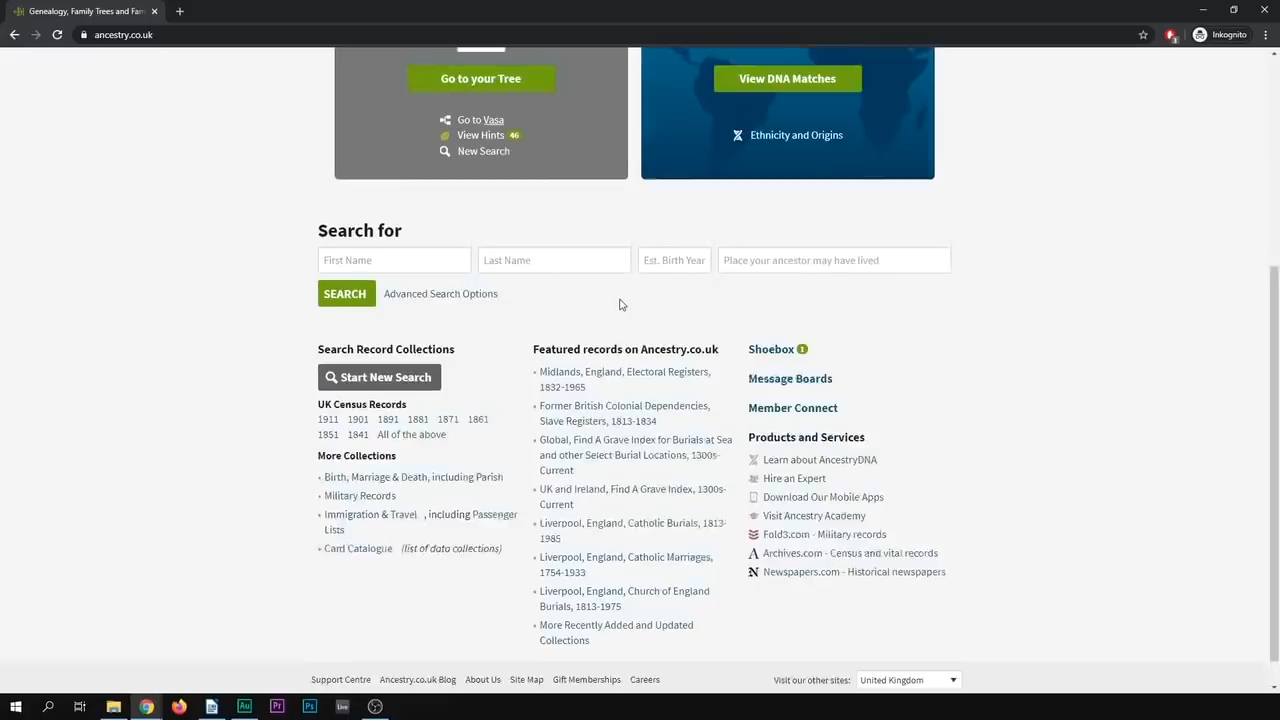 Genealogy, Family Trees and Fam
ancestry.co.uk
Inkognito
Go to your Tree
Go to Vasa
View Hints 46
New Search
View DNA Matches
Ethnicity and Origins
Search for
First Name
Last Name
Est. Birth Year
Place your ancestor may have lived
SEARCH
Advanced Search Options
Search Record Collections
Start New Search
UK Census Records
1911 1901 1891 1881 1871 1861
1851 1841 All of the above
More Collections
Birth, Marriage & Death, including Parish
Military Records
Immigration & Travel , including Passenger
Lists
Card Catalogue (list of data collections)
Featured records on Ancestry.co.uk
Midlands, England, Electoral Registers,
1832-1965
Former British Colonial Dependencies,
Slave Registers, 1813-1834
Global, Find A Grave Index for Burials at Sea
and other Select Burial Locations, 1300s-
Current
UK and Ireland, Find A Grave Index, 1300s-
Current
Liverpool, England, Catholic Burials, 1813-
1985
Liverpool, England, Catholic Marriages,
1754-1933
Liverpool, England, Church of England
Burials, 1813-1975
More Recently Added and Updated
Collections
Shoebox 1
Message Boards
Member Connect
Products and Services
Learn about AncestryDNA
Hire an Expert
Download Our Mobile Apps
Visit Ancestry Academy
Fold3.com - Military records
A Archives.com - Census and vital records
N Newspapers.com - Historical newspapers
Support Centre Ancestry.co.uk Blog About Us Site Map Gift Memberships Careers
Visit our other sites: United Kingdom
Au Pr Ps Live